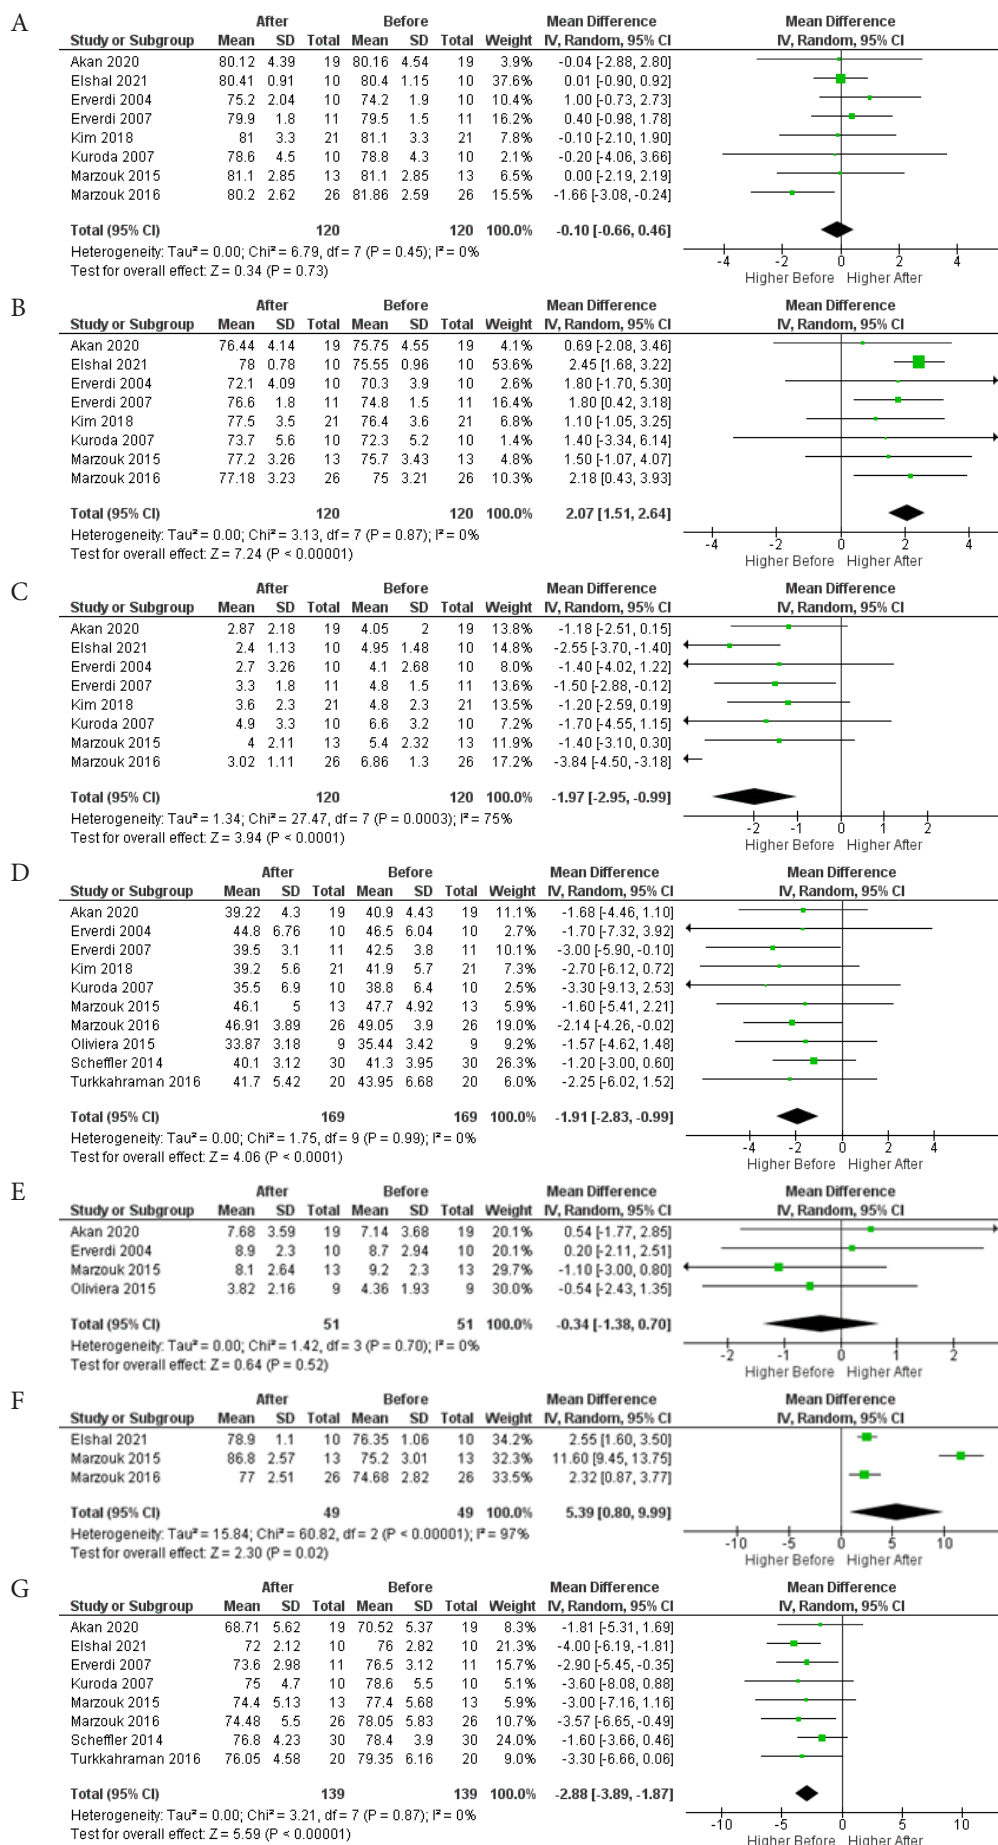 A
After Before Mean Difference Mean Difference
Study or Subgroup Mean SD Total Mean SD Total Weight IV, Random, 95% CI IV, Random, 95% CI
Akan 2020 80.12 4.39 19 80.16 4.54 19 3.9% -0.04 [-2.88, 2.80]
Elshal 2021 80.41 0.91 10 80.4 1.15 10 37.6% 0.01 [-0.90, 0.92]
Erverdi 2004 75.2 2.04 10 74.2 1.9 10 10.4% 1.00 [-0.73, 2.73]
Erverdi 2007 79.9 1.8 11 79.5 1.5 11 16.2% 0.40 [-0.98, 1.78]
Kim 2018 81 3.3 21 81.1 3.3 21 7.8% -0.10 [-2.10, 1.90]
Kuroda 2007 78.6 4.5 10 78.8 4.3 10 2.1% -0.20 [-4.06, 3.66]
Marzouk 2015 81.1 2.85 13 81.1 2.85 13 6.5% 0.00 [-2.19, 2.19]
Marzouk 2016 80.2 2.62 26 81.86 2.59 26 15.5% -1.66 [-3.08, -0.24]
Total (95% CI) 120 120 100.0% -0.10 [-0.66, 0.46]
Heterogeneity: Tau² = 0.00; Chi² = 6.79, df = 7 (P = 0.45); I² = 0%
Test for overall effect: Z = 0.34 (P = 0.73)
-4 -2 0 2 4
Higher Before Higher After
B
After Before Mean Difference Mean Difference
Study or Subgroup Mean SD Total Mean SD Total Weight IV, Random, 95% CI IV, Random, 95% CI
Akan 2020 76.44 4.14 19 75.75 4.55 19 4.1% 0.69 [-2.08, 3.46]
Elshal 2021 78 0.78 10 75.55 0.96 10 53.6% 2.45 [1.68, 3.22]
Erverdi 2004 72.1 4.09 10 70.3 3.9 10 2.6% 1.80 [-1.70, 5.30]
Erverdi 2007 76.6 1.8 11 74.8 1.5 11 16.4% 1.80 [0.42, 3.18]
Kim 2018 77.5 3.5 21 76.4 3.6 21 6.8% 1.10 [-1.05, 3.25]
Kuroda 2007 73.7 5.6 10 72.3 5.2 10 1.4% 1.40 [-3.34, 6.14]
Marzouk 2015 77.2 3.26 13 75.7 3.43 13 4.8% 1.50 [-1.07, 4.07]
Marzouk 2016 77.18 3.23 26 75 3.21 26 10.3% 2.18 [0.43, 3.93]
Total (95% CI) 120 120 100.0% 2.07 [1.51, 2.64]
Heterogeneity: Tau² = 0.00; Chi² = 3.13, df = 7 (P = 0.87); I² = 0%
Test for overall effect: Z = 7.24 (P < 0.00001)
-4 -2 0 2 4
Higher Before Higher After
C
After Before Mean Difference Mean Difference
Study or Subgroup Mean SD Total Mean SD Total Weight IV, Random, 95% CI IV, Random, 95% CI
Akan 2020 2.87 2.18 19 4.05 2 19 13.8% -1.18 [-2.51, 0.15]
Elshal 2021 2.4 1.13 10 4.95 1.48 10 14.8% -2.55 [-3.70, -1.40]
Erverdi 2004 2.7 3.26 10 4.1 2.68 10 8.0% -1.40 [-4.02, 1.22]
Erverdi 2007 3.3 1.8 11 4.8 1.5 11 13.6% -1.50 [-2.88, -0.12]
Kim 2018 3.6 2.3 21 4.8 2.3 21 13.5% -1.20 [-2.59, 0.19]
Kuroda 2007 4.9 3.3 10 6.6 3.2 10 7.2% -1.70 [-4.55, 1.15]
Marzouk 2015 4 2.11 13 5.4 2.32 13 11.9% -1.40 [-3.10, 0.30]
Marzouk 2016 3.02 1.11 26 6.86 1.3 26 17.2% -3.84 [-4.50, -3.18]
Total (95% CI) 120 120 100.0% -1.97 [-2.95, -0.99]
Heterogeneity: Tau² = 1.34; Chi² = 27.47, df = 7 (P = 0.0003); I² = 75%
Test for overall effect: Z = 3.94 (P < 0.0001)
-2 -1 0 1 2
Higher Before Higher After
D
After Before Mean Difference Mean Difference
Study or Subgroup Mean SD Total Mean SD Total Weight IV, Random, 95% CI IV, Random, 95% CI
Akan 2020 39.22 4.3 19 40.9 4.43 19 11.1% -1.68 [-4.46, 1.10]
Erverdi 2004 44.8 6.76 10 46.5 6.04 10 2.7% -1.70 [-7.32, 3.92]
Erverdi 2007 39.5 3.1 11 42.5 3.8 11 10.1% -3.00 [-5.90, -0.10]
Kim 2018 39.2 5.6 21 41.9 5.7 21 7.3% -2.70 [-6.12, 0.72]
Kuroda 2007 35.5 6.9 10 38.8 6.4 10 2.5% -3.30 [-9.13, 2.53]
Marzouk 2015 46.1 5 13 47.7 4.92 13 5.9% -1.60 [-5.41, 2.21]
Marzouk 2016 46.91 3.89 26 49.05 3.9 26 19.0% -2.14 [-4.26, -0.02]
Oliviera 2015 33.87 3.18 9 35.44 3.42 9 9.2% -1.57 [-4.62, 1.48]
Scheffler 2014 40.1 3.12 30 41.3 3.95 30 26.3% -1.20 [-3.00, 0.60]
Turkkahraman 2016 41.7 5.42 20 43.95 6.68 20 6.0% -2.25 [-6.02, 1.52]
Total (95% CI) 169 169 100.0% -1.91 [-2.83, -0.99]
Heterogeneity: Tau² = 0.00; Chi² = 1.75, df = 9 (P = 0.99); I² = 0%
Test for overall effect: Z = 4.06 (P < 0.0001)
-4 -2 0 2 4
Higher Before Higher After
E
After Before Mean Difference Mean Difference
Study or Subgroup Mean SD Total Mean SD Total Weight IV, Random, 95% CI IV, Random, 95% CI
Akan 2020 7.68 3.59 19 7.14 3.68 19 20.1% 0.54 [-1.77, 2.85]
Erverdi 2004 8.9 2.3 10 8.7 2.94 10 20.1% 0.20 [-2.11, 2.51]
Marzouk 2015 8.1 2.64 13 9.2 2.3 13 29.7% -1.10 [-3.00, 0.80]
Oliviera 2015 3.82 2.16 9 4.36 1.93 9 30.0% -0.54 [-2.43, 1.35]
Total (95% CI) 51 51 100.0% -0.34 [-1.38, 0.70]
Heterogeneity: Tau² = 0.00; Chi² = 1.42, df = 3 (P = 0.70); I² = 0%
Test for overall effect: Z = 0.64 (P = 0.52)
-2 -1 0 1 2
Higher Before Higher After
F
After Before Mean Difference Mean Difference
Study or Subgroup Mean SD Total Mean SD Total Weight IV, Random, 95% CI IV, Random, 95% CI
Elshal 2021 78.9 1.1 10 76.35 1.06 10 34.2% 2.55 [1.60, 3.50]
Marzouk 2015 86.8 2.57 13 75.2 3.01 13 32.3% 11.60 [9.45, 13.75]
Marzouk 2016 77 2.51 26 74.68 2.82 26 33.5% 2.32 [0.87, 3.77]
Total (95% CI) 49 49 100.0% 5.39 [0.80, 9.99]
Heterogeneity: Tau² = 15.84; Chi² = 60.82, df = 2 (P < 0.00001); I² = 97%
Test for overall effect: Z = 2.30 (P = 0.02)
-10 -5 0 5 10
Higher Before Higher After
G
After Before Mean Difference Mean Difference
Study or Subgroup Mean SD Total Mean SD Total Weight IV, Random, 95% CI IV, Random, 95% CI
Akan 2020 68.71 5.62 19 70.52 5.37 19 8.3% -1.81 [-5.31, 1.69]
Elshal 2021 72 2.12 10 76 2.82 10 21.3% -4.00 [-6.19, -1.81]
Erverdi 2007 73.6 2.98 11 76.5 3.12 11 15.7% -2.90 [-5.45, -0.35]
Kuroda 2007 75 4.7 10 78.6 5.5 10 5.1% -3.60 [-8.08, 0.88]
Marzouk 2015 74.4 5.13 13 77.4 5.68 13 5.9% -3.00 [-7.16, 1.16]
Marzouk 2016 74.48 5.5 26 78.05 5.83 26 10.7% -3.57 [-6.65, -0.49]
Scheffler 2014 76.8 4.23 30 78.4 3.9 30 24.0% -1.60 [-3.66, 0.46]
Turkkahraman 2016 76.05 4.58 20 79.35 6.16 20 9.0% -3.30 [-6.66, 0.06]
Total (95% CI) 139 139 100.0% -2.88 [-3.89, -1.87]
Heterogeneity: Tau² = 0.00; Chi² = 3.21, df = 7 (P = 0.87); I² = 0%
Test for overall effect: Z = 5.59 (P < 0.00001)
-10 -5 0 5 10
Higher Before Higher After